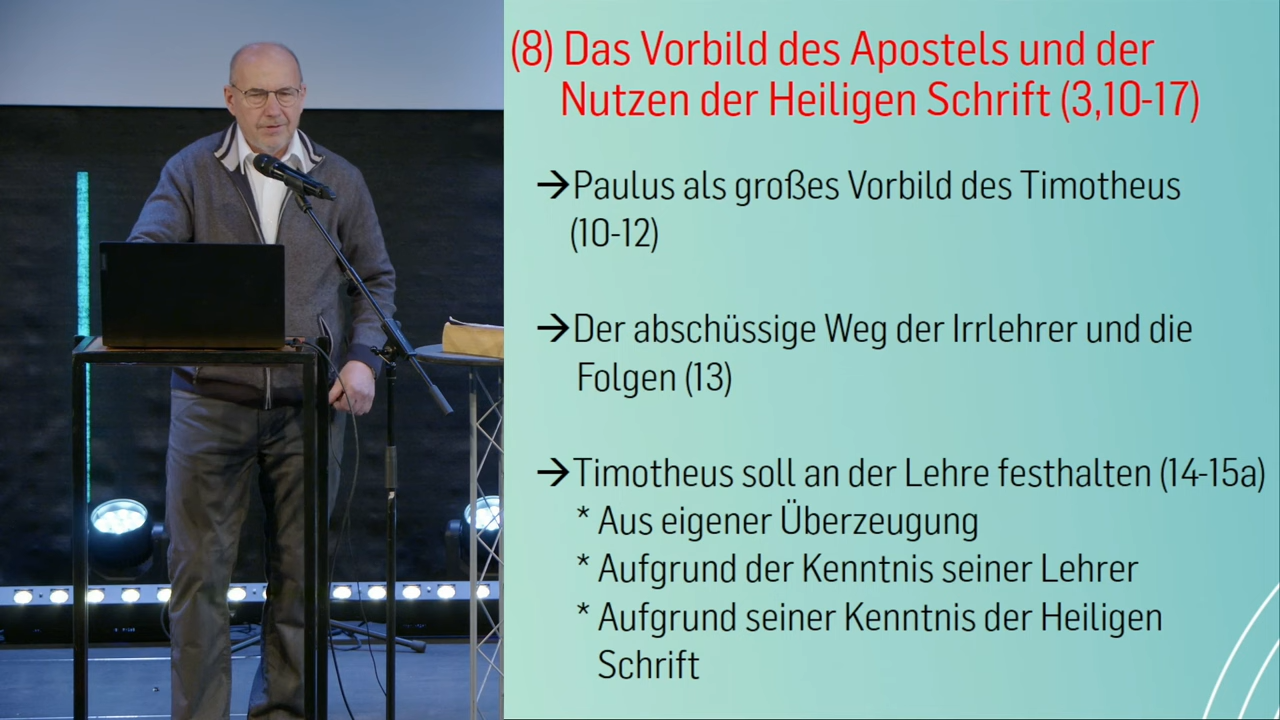 (8) Das Vorbild des Apostels und der
Nutzen der Heiligen Schrift (3,10-17)
→Paulus als großes Vorbild des Timotheus
(10-12)
→Der abschüssige Weg der Irrlehrer und die
Folgen (13)
→Timotheus soll an der Lehre festhalten (14-15a)
* Aus eigener Überzeugung
* Aufgrund der Kenntnis seiner Lehrer
* Aufgrund seiner Kenntnis der Heiligen
Schrift